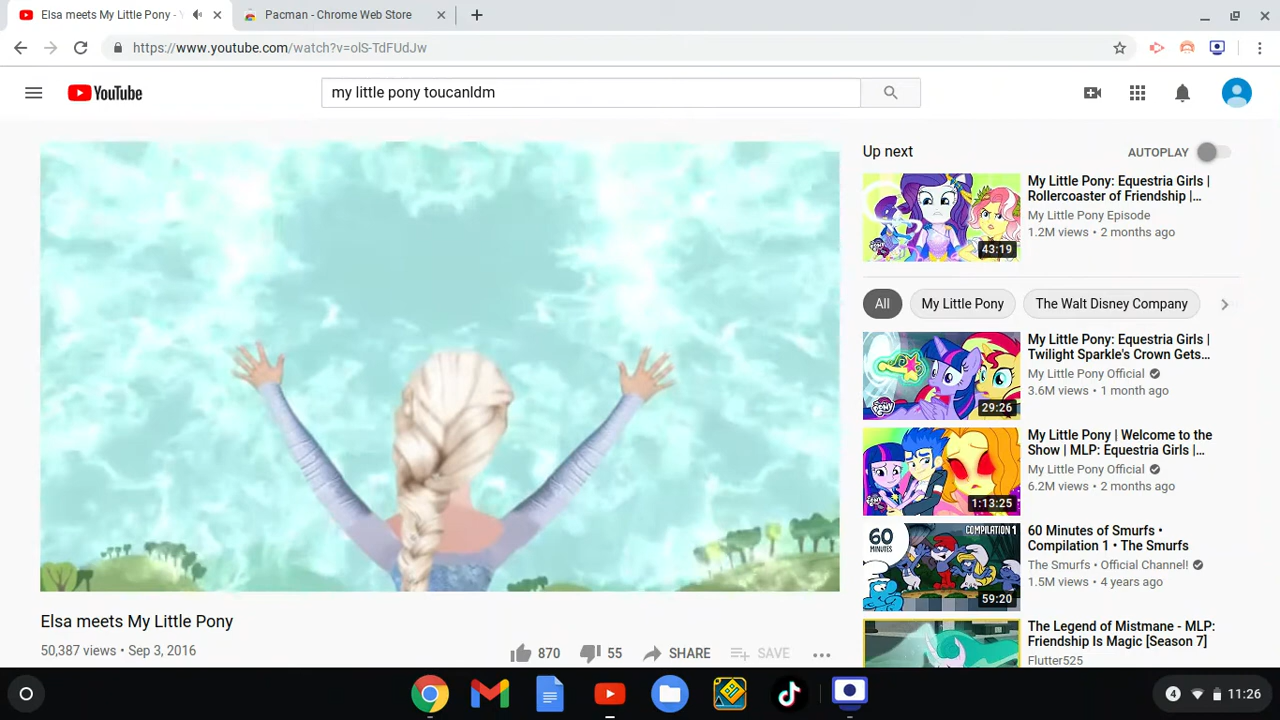 Elsa meets My Little Pony - Y
Pacman - Chrome Web Store
https://www.youtube.com/watch?v=olS-TdFUdJw
YouTube
my little pony toucanldm
Up next
AUTOPLAY
My Little Pony: Equestria Girls |
Rollercoaster of Friendship |...
My Little Pony Episode
1.2M views • 2 months ago
43:19
All
My Little Pony
The Walt Disney Company
My Little Pony: Equestria Girls |
Twilight Sparkle's Crown Gets...
My Little Pony Official
3.6M views • 1 month ago
29:26
My Little Pony | Welcome to the
Show | MLP: Equestria Girls |...
My Little Pony Official
6.2M views • 2 months ago
1:13:25
60
MINUTES
COMPILATION 1
60 Minutes of Smurfs •
Compilation 1 • The Smurfs
The Smurfs • Official Channel!
1.5M views • 4 years ago
59:20
The Legend of Mistmane - MLP:
Friendship Is Magic [Season 7]
Flutter525
Elsa meets My Little Pony
50,387 views • Sep 3, 2016
870
55
SHARE
SAVE
4
11:26